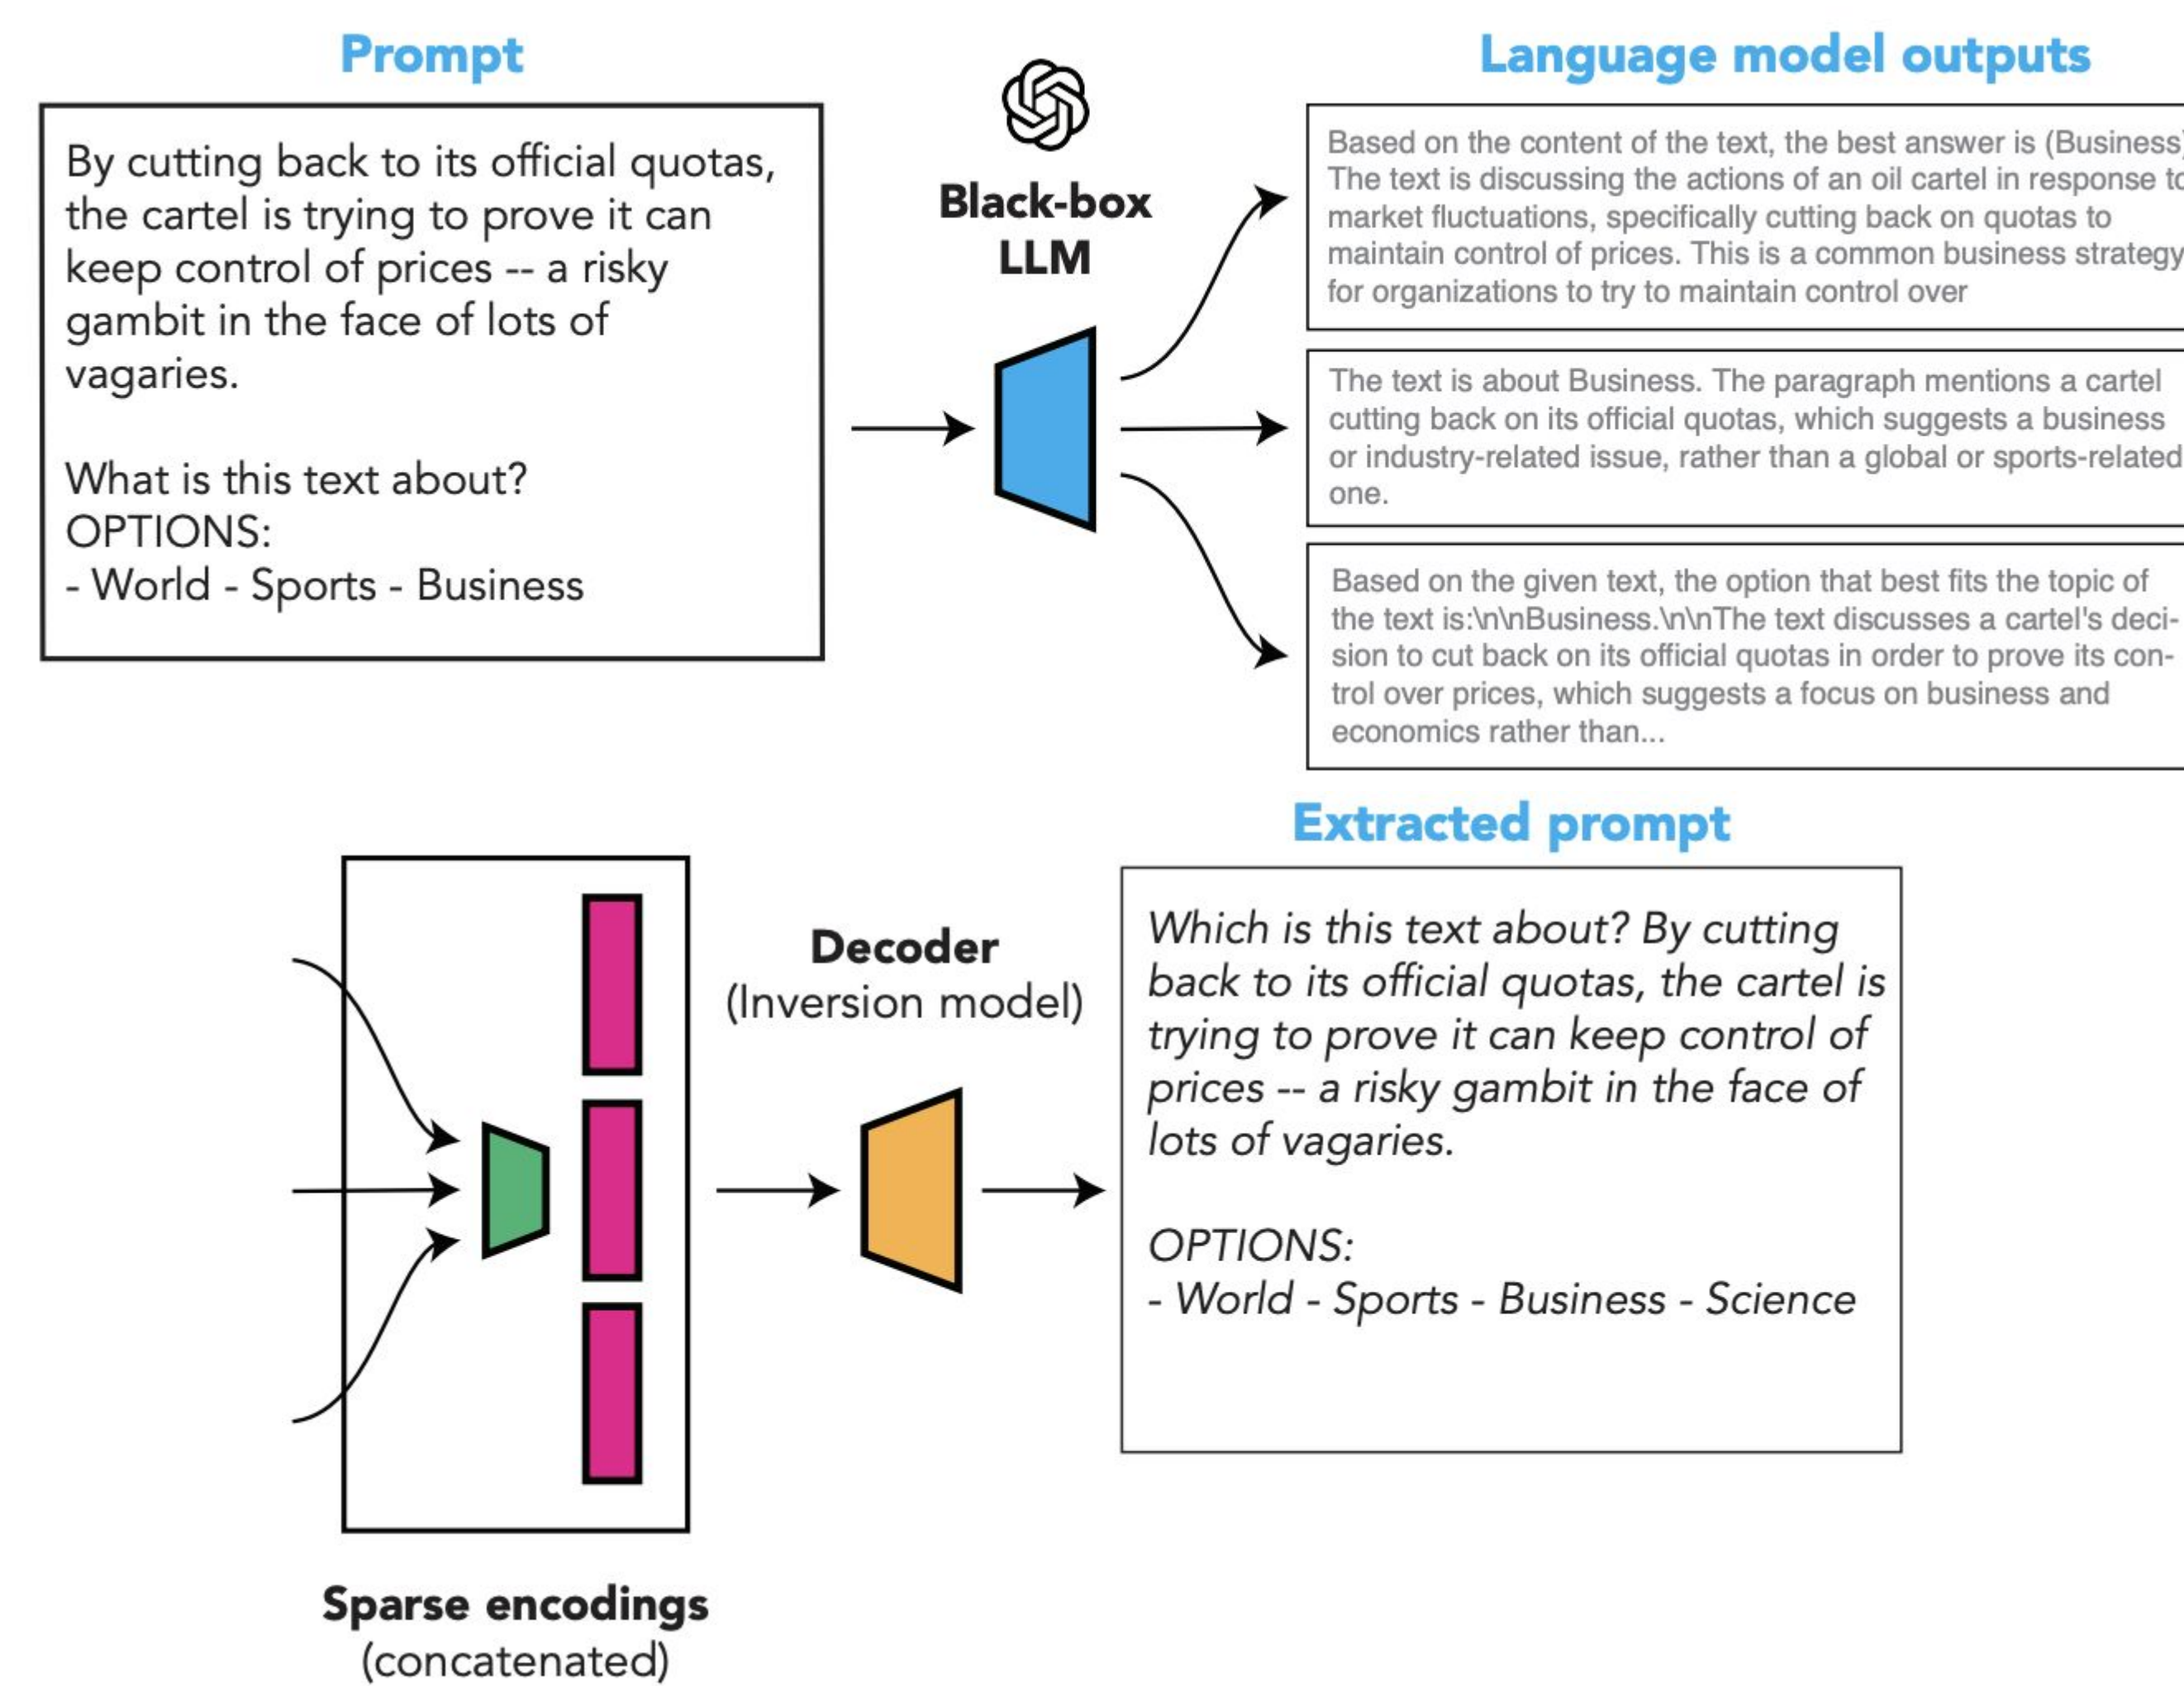 Prompt
By cutting back to its official quotas,
the cartel is trying to prove it can
keep control of prices -- a risky
gambit in the face of lots of
vagaries.
What is this text about?
OPTIONS:
- World - Sports - Business
Black-box
LLM
Language model outputs
Based on the content of the text, the best answer is (Business)
The text is discussing the actions of an oil cartel in response to
market fluctuations, specifically cutting back on quotas to
maintain control of prices. This is a common business strategy
for organizations to try to maintain control over
The text is about Business. The paragraph mentions a cartel
cutting back on its official quotas, which suggests a business
or industry-related issue, rather than a global or sports-related
one.
Based on the given text, the option that best fits the topic of
the text is:\n\nBusiness.\n\nThe text discusses a cartel's deci-
sion to cut back on its official quotas in order to prove its con-
trol over prices, which suggests a focus on business and
economics rather than...
Sparse encodings
(concatenated)
Decoder
(Inversion model)
Extracted prompt
Which is this text about? By cutting
back to its official quotas, the cartel is
trying to prove it can keep control of
prices -- a risky gambit in the face of
lots of vagaries.
OPTIONS:
- World - Sports - Business - Science